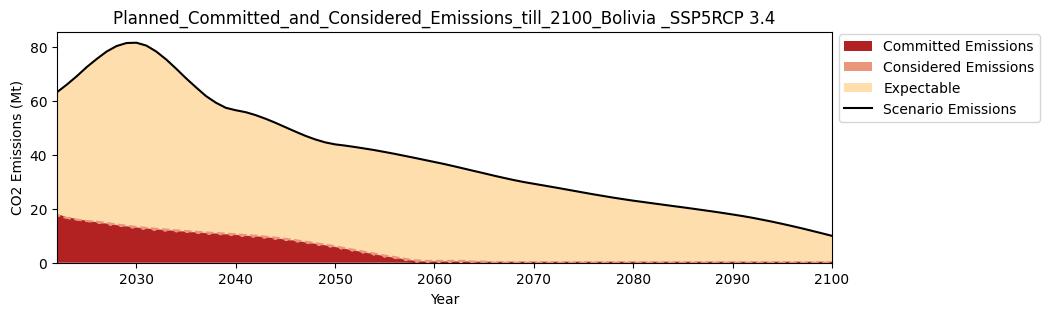 Planned_Committed_and_Considered_Emissions_till_2100_Bolivia _SSP5RCP 3.4
CO2 Emissions (Mt)
80
60
40
20
0
2030 2040 2050 2060 2070 2080 2090 2100
Year
Committed Emissions
Considered Emissions
Expectable
Scenario Emissions